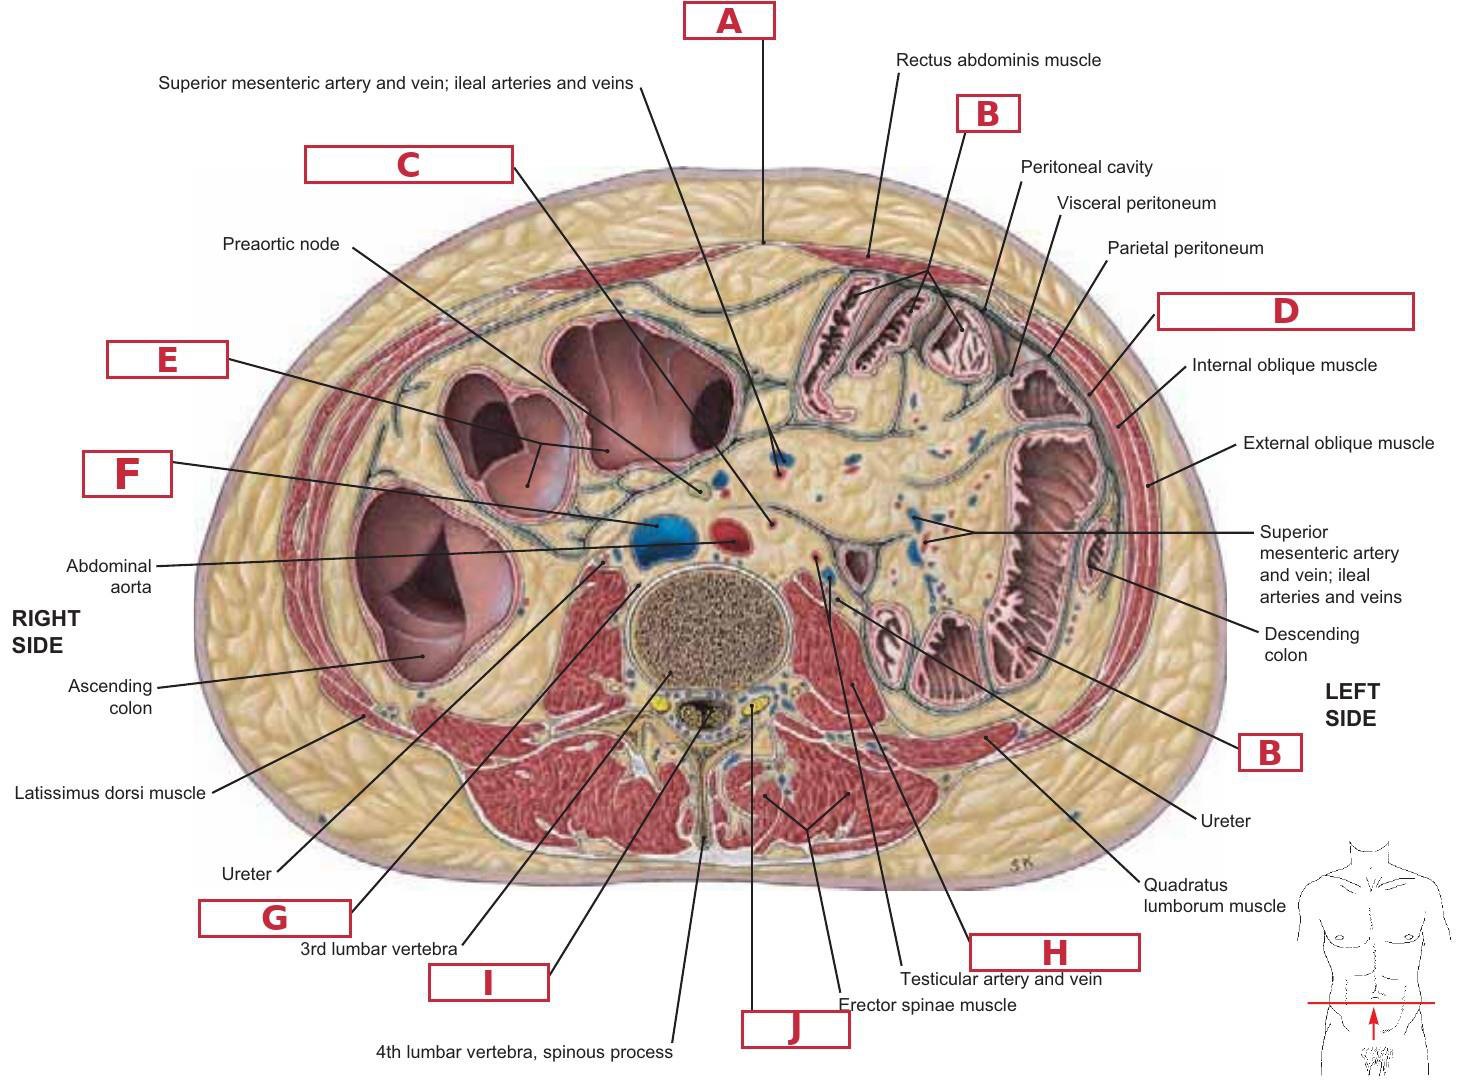 A
Rectus abdominis muscle
Superior mesenteric artery and vein; ileal arteries and veins
B
C
Peritoneal cavity
Visceral peritoneum
Preaortic node
Parietal peritoneum
D
E
Internal oblique muscle
External oblique muscle
F
Superior
mesenteric artery
and vein; ileal
arteries and veins
Abdominal
aorta
RIGHT
SIDE
Descending
colon
Ascending
colon
LEFT
SIDE
B
Latissimus dorsi muscle
Ureter
Ureter
SK
Quadratus
lumborum muscle
G
3rd lumbar vertebra
H
I
Testicular artery and vein
Erector spinae muscle
J
4th lumbar vertebra, spinous process